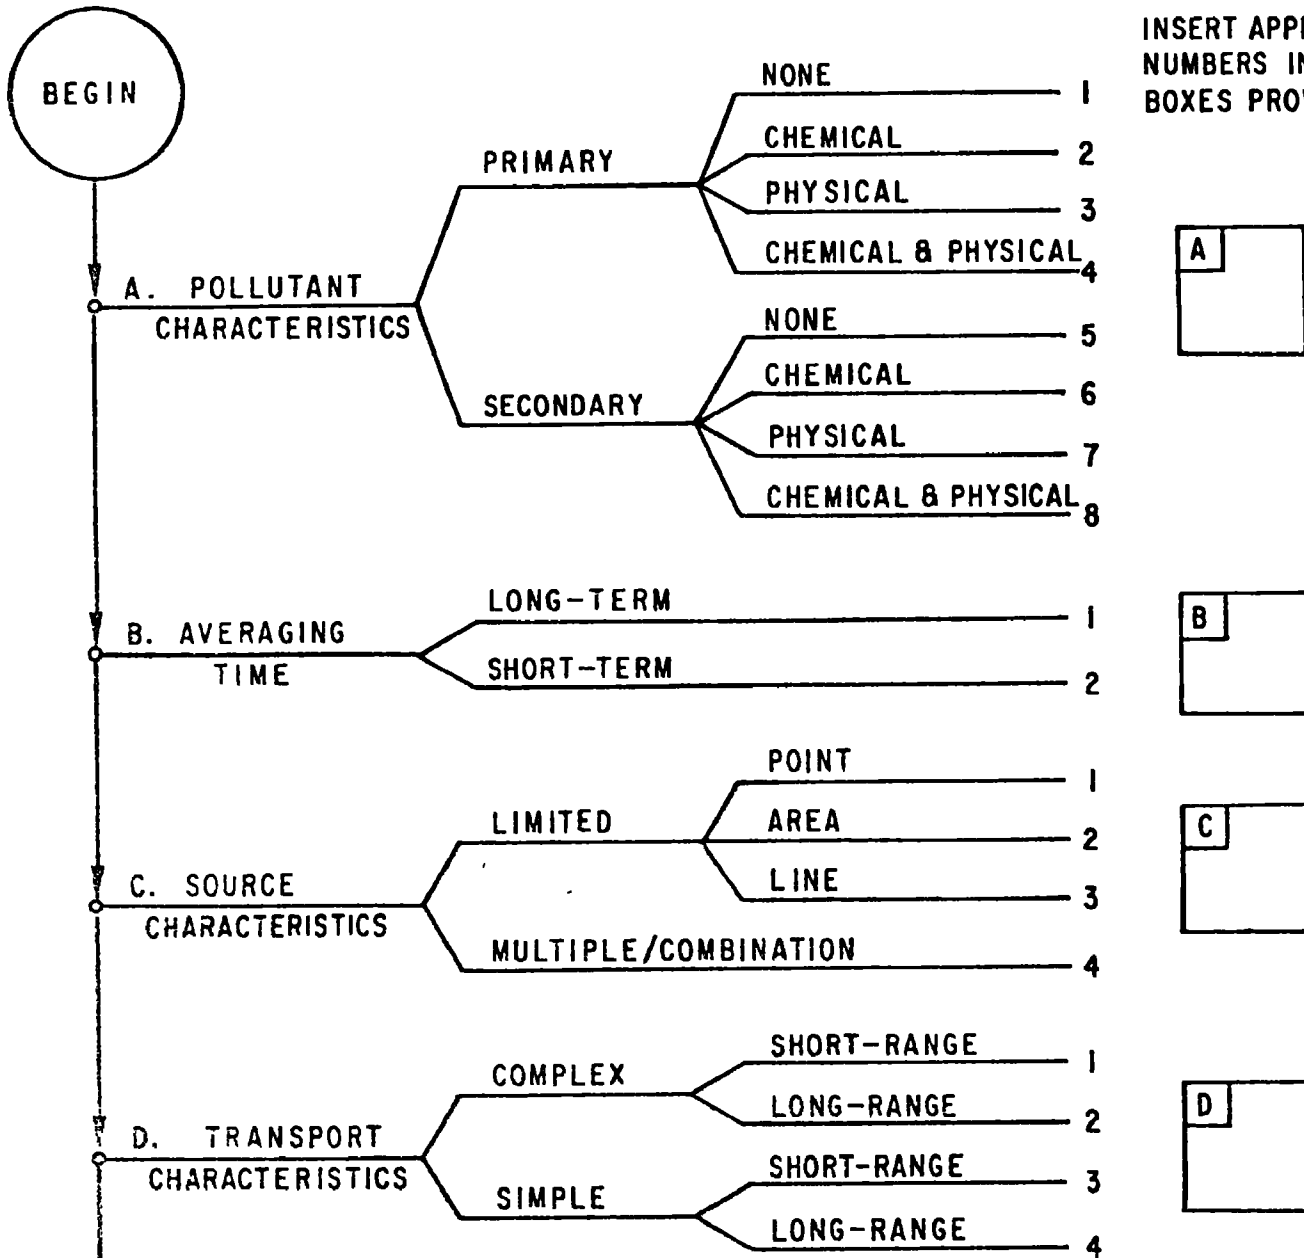 INSERT
NUMBERS
BOXES
BEGIN
NONE 1
CHEMICAL 2
PRIMARY
PHYSICAL 3
CHEMICAL & PHYSICAL 4
A
A. POLLUTANT
CHARACTERISTICS
NONE 5
CHEMICAL 6
SECONDARY
PHYSICAL 7
CHEMICAL & PHYSICAL 8
B. AVERAGING
TIME
LONG-TERM 1
SHORT-TERM 2
B
POINT 1
LIMITED
AREA 2
LINE 3
C
C. SOURCE
CHARACTERISTICS
MULTIPLE/COMBINATION 4
SHORT-RANGE 1
COMPLEX
LONG-RANGE 2
D
D. TRANSPORT
CHARACTERISTICS
SHORT-RANGE 3
SIMPLE
LONG-RANGE 4